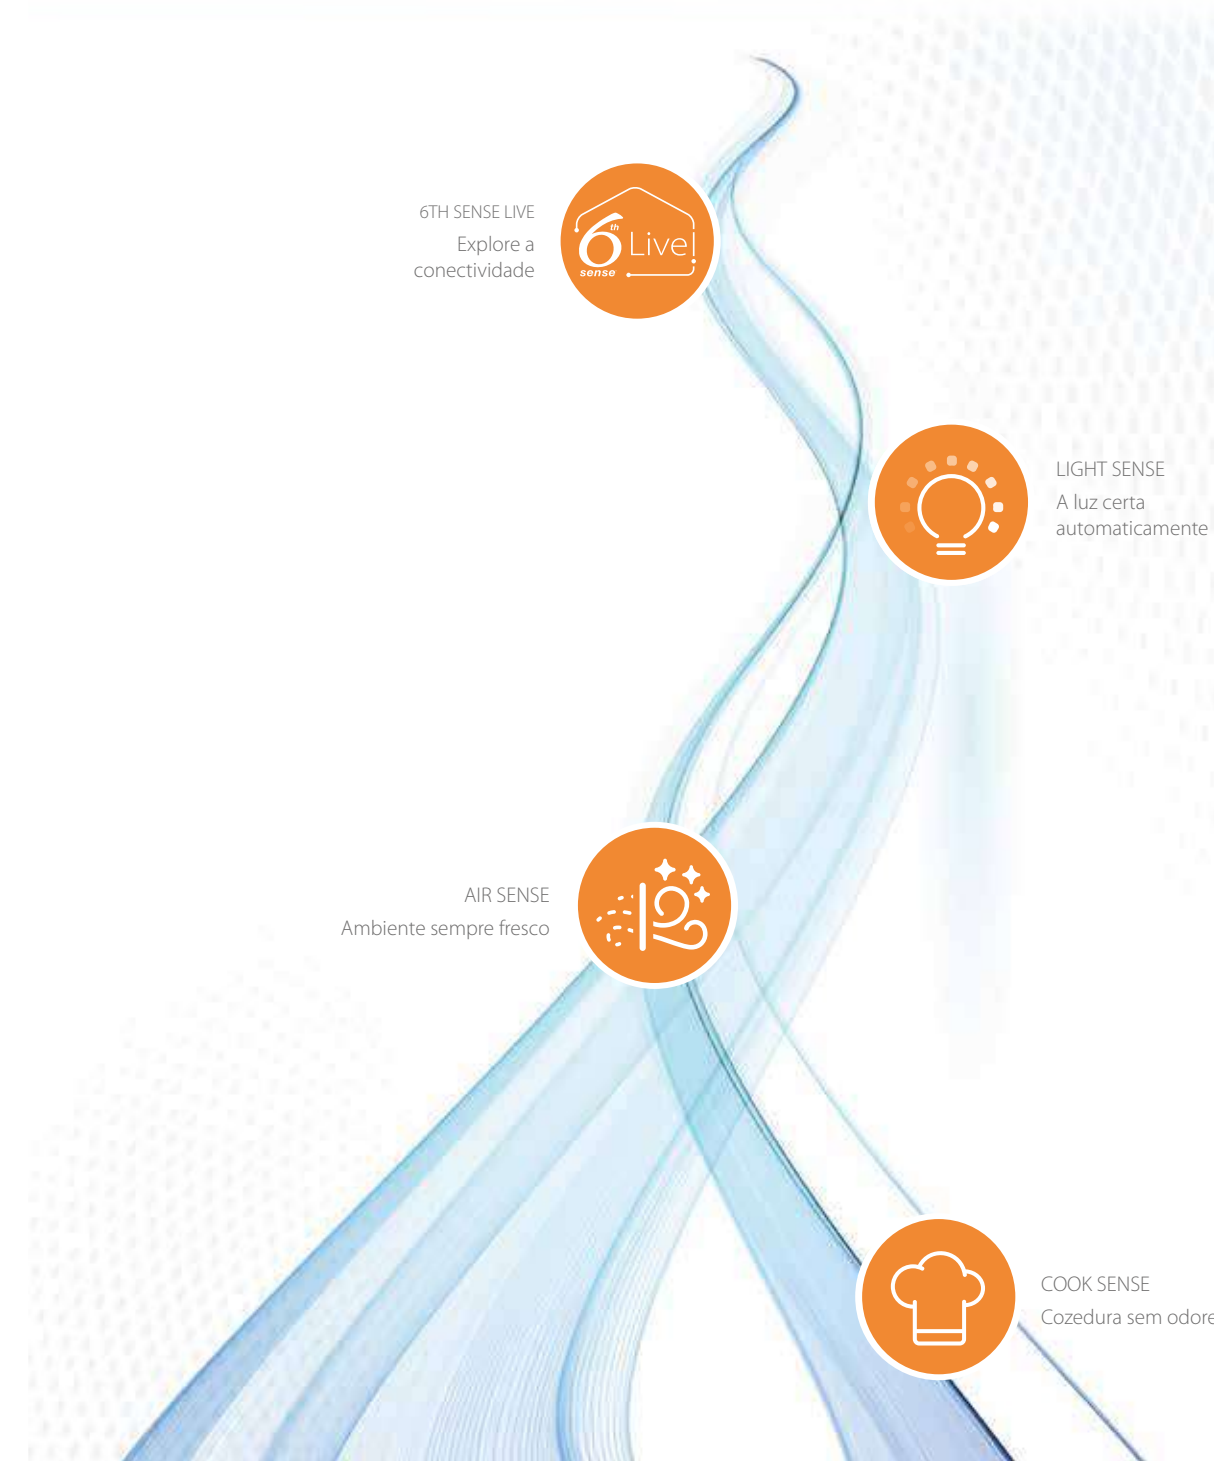 6TH SENSE LIVE
Explore a
conectividade
6th
sense
Live!
LIGHT SENSE
A luz certa
automaticamente
AIR SENSE
Ambiente sempre fresco
COOK SENSE
Cozedura sem odore